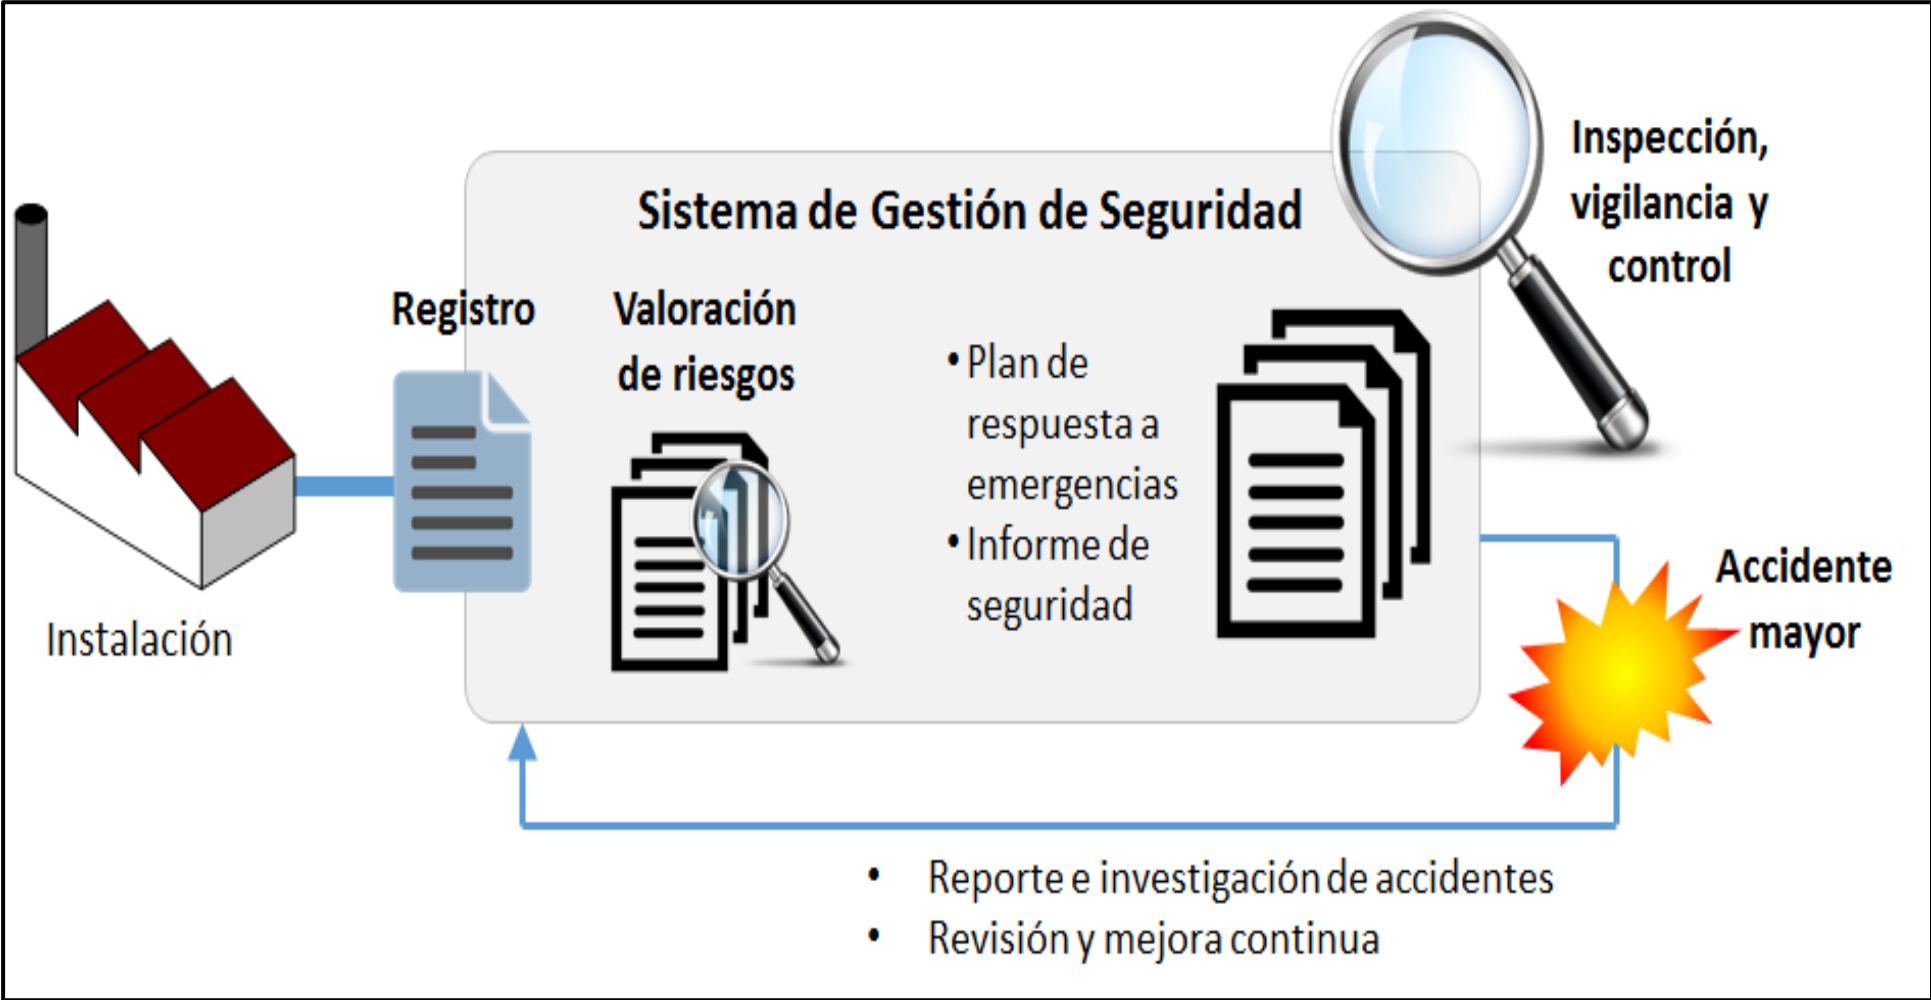 Sistema de Gestión de Seguridad
Inspección,
vigilancia y
control
Registro
Valoración
de riesgos
• Plan de
respuesta a
emergencias
• Informe de
seguridad
Instalación
Accidente
mayor
• Reporte e investigación de accidentes
• Revisión y mejora continua